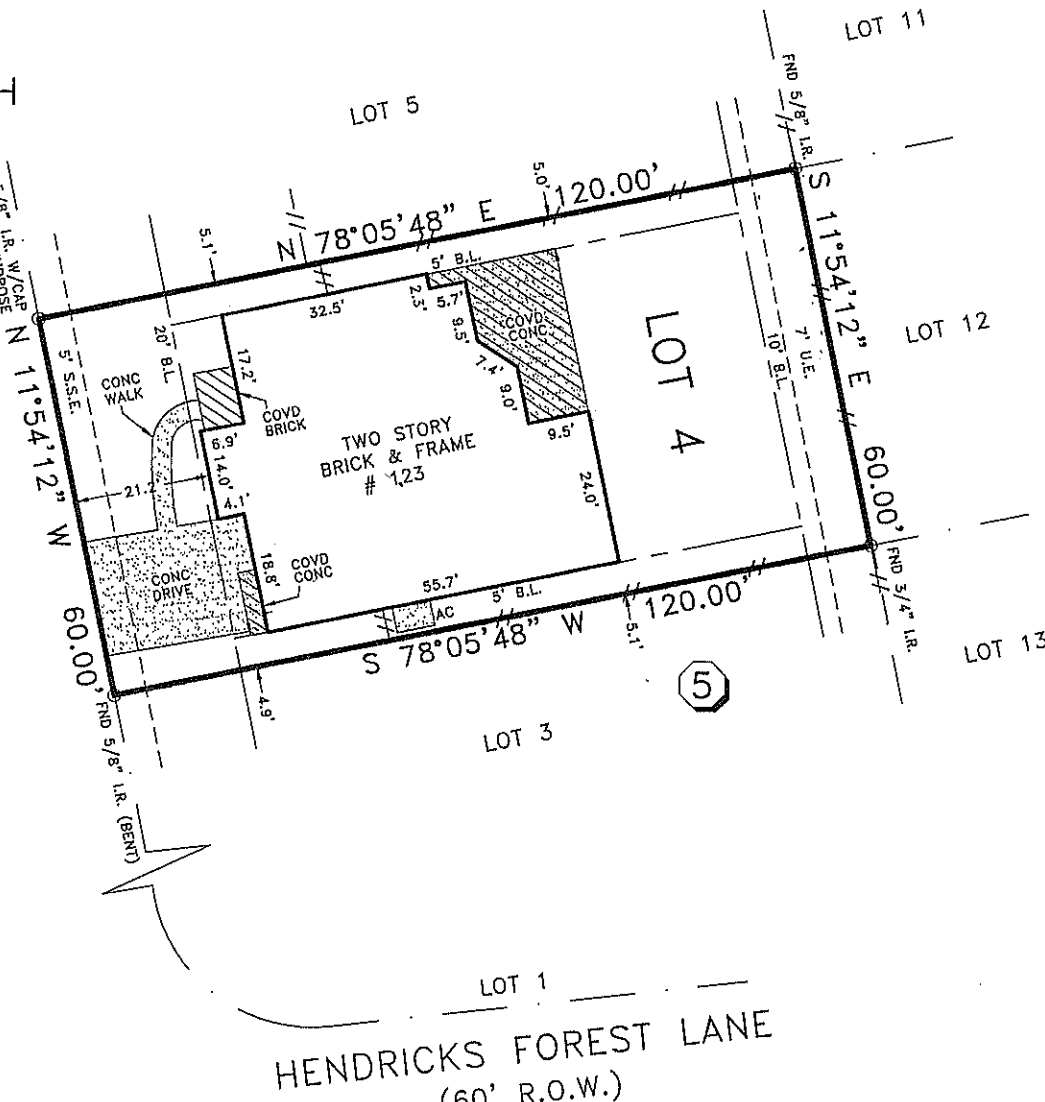 LOT 11
T
FND 5/8" I.R.
LOT 5
5.0'
120.00'
N 78°05'48" E
5.1'
5' B.L.
5/8" I.R. W/CAP
S 11°54'12" E
60.00'
LOT 12
7' U.E.
10' B.L.
LOT 4
N 11°54'12" W
60.00'
5' S.S.E.
20' B.L.
32.5'
2.3'
5.7'
9.5'
7.4'
9.0'
9.5'
24.0'
COVD
CONC
17.2'
CONC
WALK
COVD
BRICK
6.9'
14.0'
4.1'
21.2'
TWO STORY
BRICK & FRAME
# 123
18.8'
COVD
CONC
CONC
DRIVE
55.7'
5' B.L.
AC
S 78°05'48" W
120.00'
5.1'
4.9'
FND 3/4" I.R.
LOT 13
5
LOT 3
FND 5/8" I.R. (BENT)
LOT 1
HENDRICKS FOREST LANE
(60' R.O.W.)